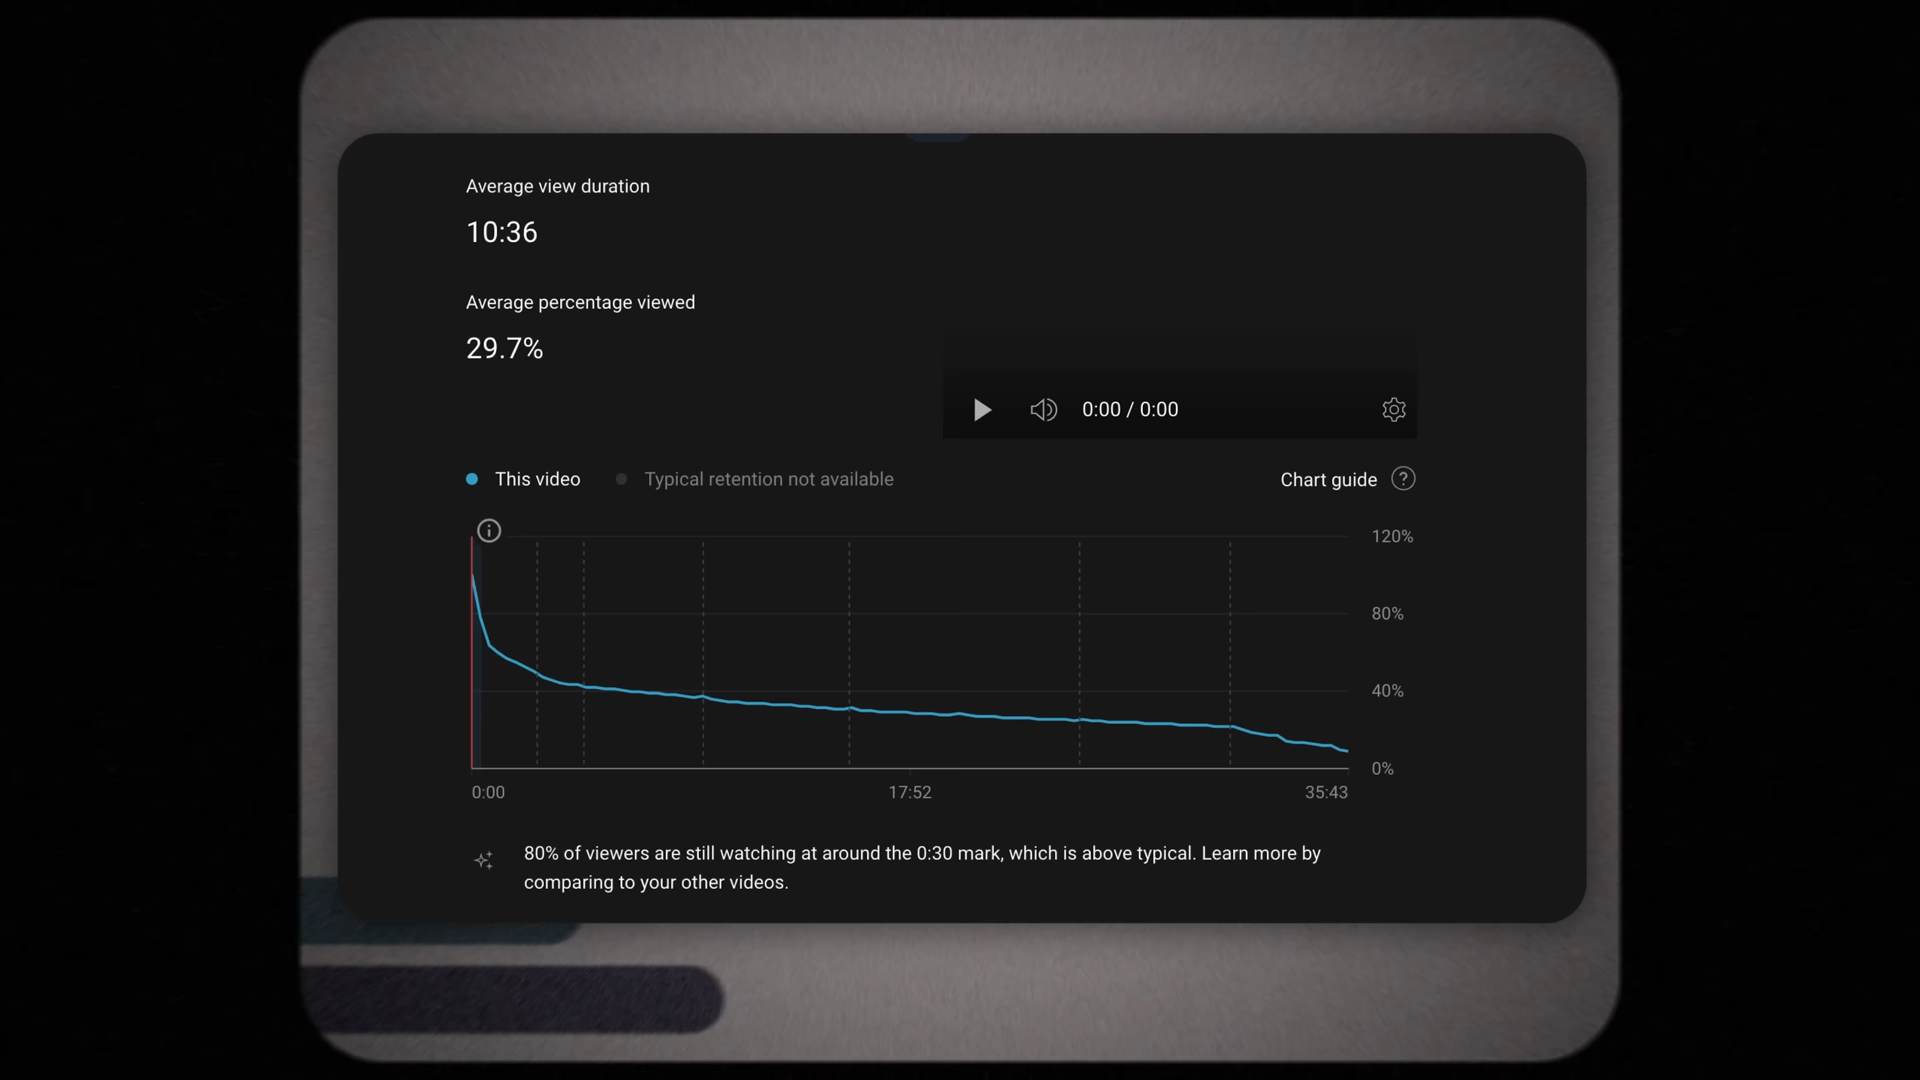 Average view duration
10:36
Average percentage viewed
29.7%
0:00 / 0:00
This video
Typical retention not available
Chart guide
120%
80%
40%
0%
0:00
17:52
35:43
80% of viewers are still watching at around the 0:30 mark, which is above typical. Learn more by
comparing to your other videos.